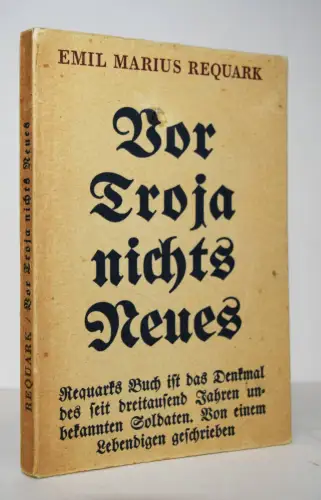 EMIL MARIUS REQUARK
Vor
Troja
nichts
Neues
Requarks Buch ist das Denkmal
des seit dreitausend Jahren un-
bekannten Soldaten. Von einem
Lebendigen geschrieben
REQUARK / Vor Troja nichts Neues